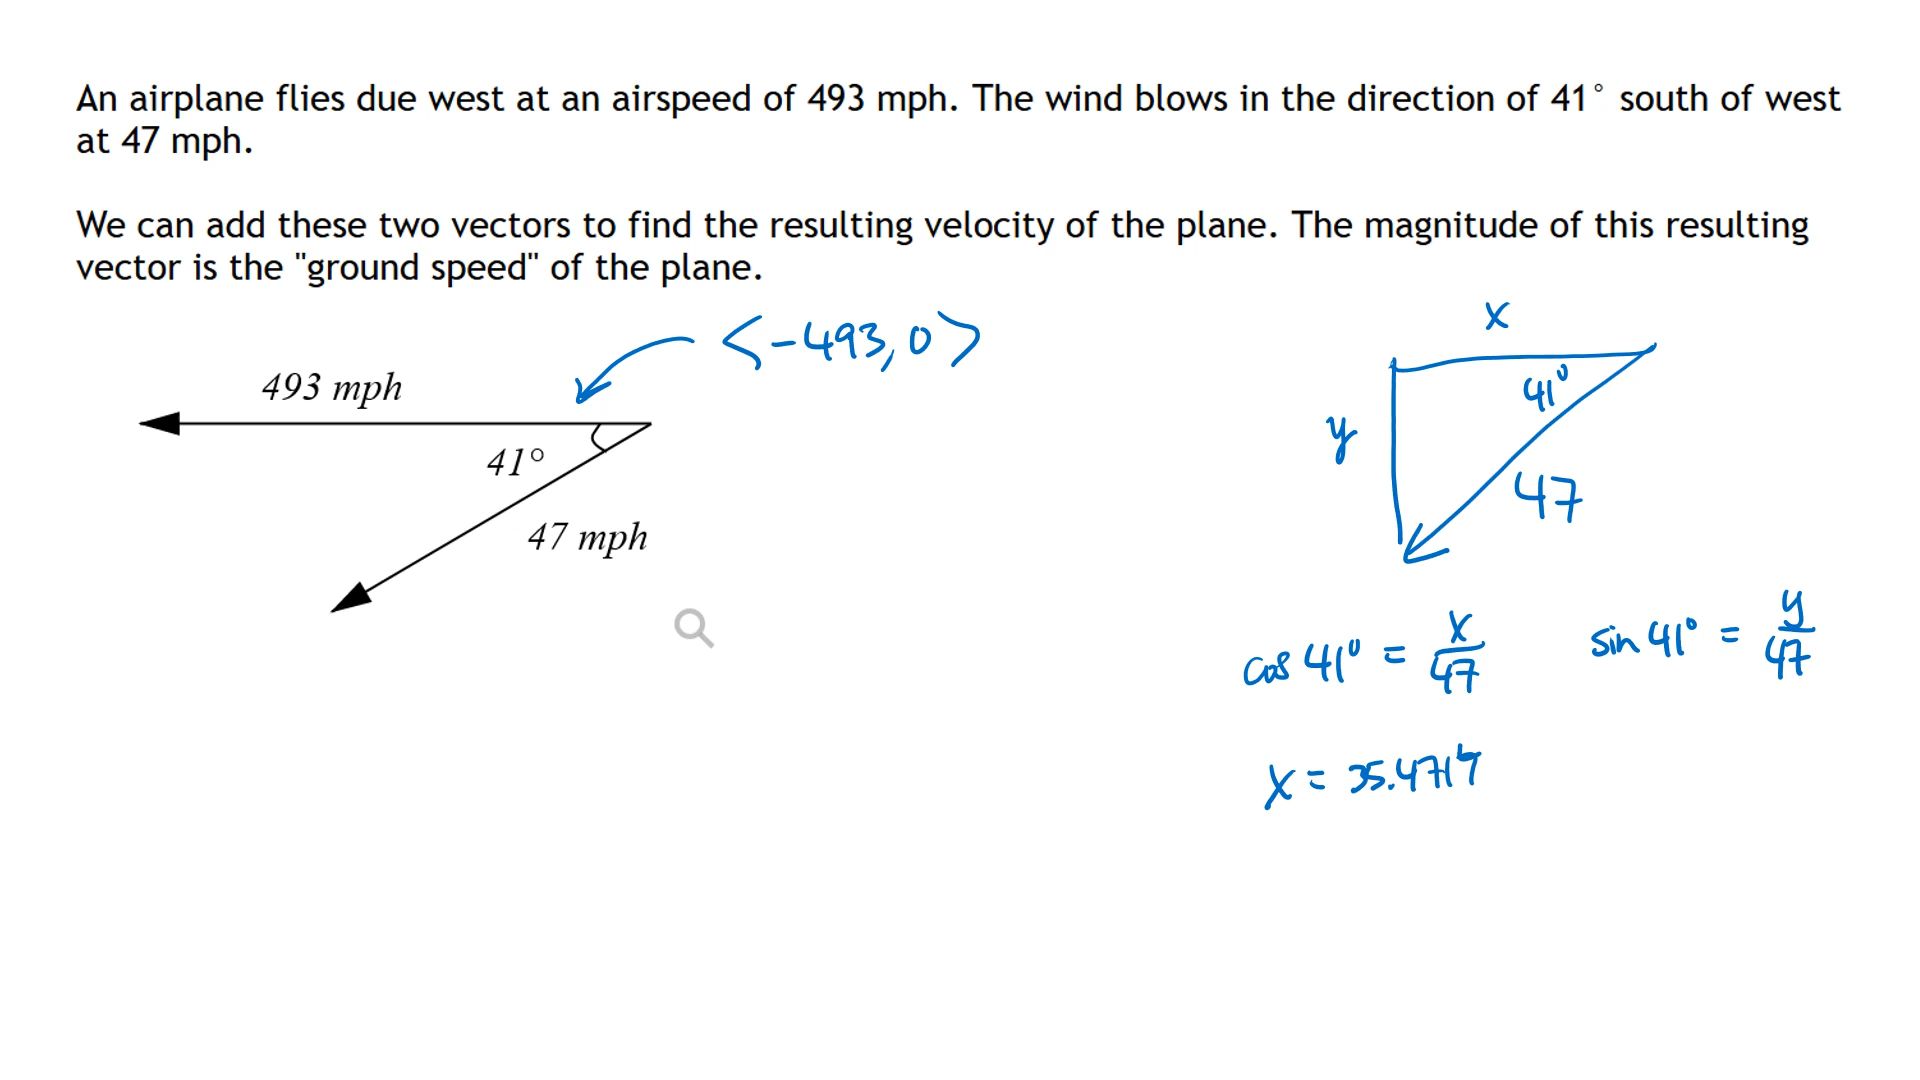 An airplane flies due west at an airspeed of 493 mph. The wind blows in the direction of 41° south of west
at 47 mph.
We can add these two vectors to find the resulting velocity of the plane. The magnitude of this resulting
vector is the "ground speed" of the plane.
<-493, 0>
493 mph
41°
47 mph
x
41°
y
47
cos 41° = x/47
sin 41° = y/47
x = 35.471